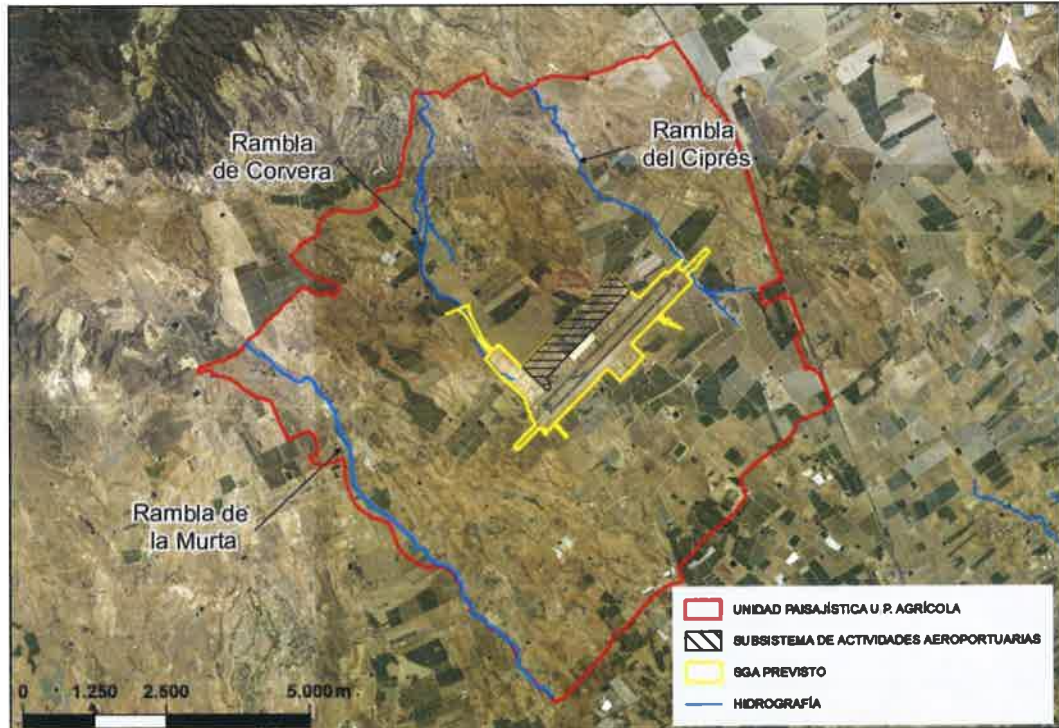 Rambla
de Corvera
Rambla
del Ciprés
Rambla de
la Murta
UNIDAD PAISAJÍSTICA U P. AGRÍCOLA
SUBSISTEMA DE ACTIVIDADES AEROPORTUARIAS
SGA PREVISTO
HIDROGRAFÍA
0 1.250 2.500 5.000 m